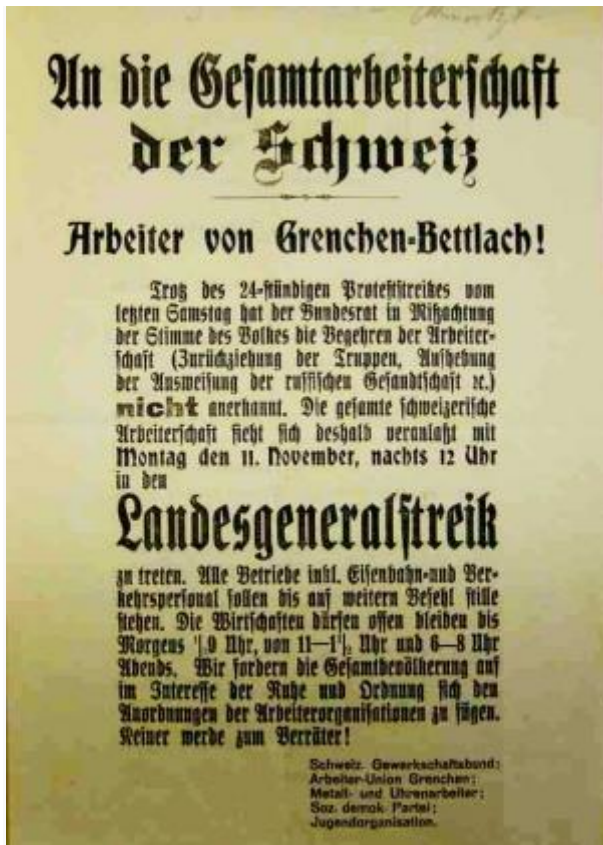 An die Gesamtarbeiterschaft
der Schweiz
Arbeiter von Grenchen-Bettlach!
Trotz des 24-stündigen Proteststreikes vom
letzten Samstag hat der Bundesrat in Mißachtung
der Stimme des Volkes die Begehren der Arbeiter-
schaft (Zurückziehung der Truppen, Aufhebung
der Ausweisung der russischen Gesandtschaft ꝛc.)
nicht anerkannt. Die gesamte schweizerische
Arbeiterschaft sieht sich deshalb veranlaßt mit
Montag den 11. November, nachts 12 Uhr
in den
Landesgeneralstreik
zu treten. Alle Betriebe inkl. Eisenbahn-und Ver-
kehrspersonal sollen bis auf weitern Befehl stille
stehen. Die Wirtschaften dürfen offen bleiben bis
Morgens Uhr, von 11—1½ Uhr und 6—8 Uhr
Abends. Wir fordern die Gesamtbevölkerung auf
im Interesse der Ruhe und Ordnung sich den
Anordnungen der Arbeiterorganisationen zu fügen.
Keiner werde zum Verräter!
Schweiz. Gewerkschaftsbund;
Arbeiter-Union Grenchen;
Metall- und Uhrenarbeiter;
Soz. demok. Partei;
Jugendorganisation.